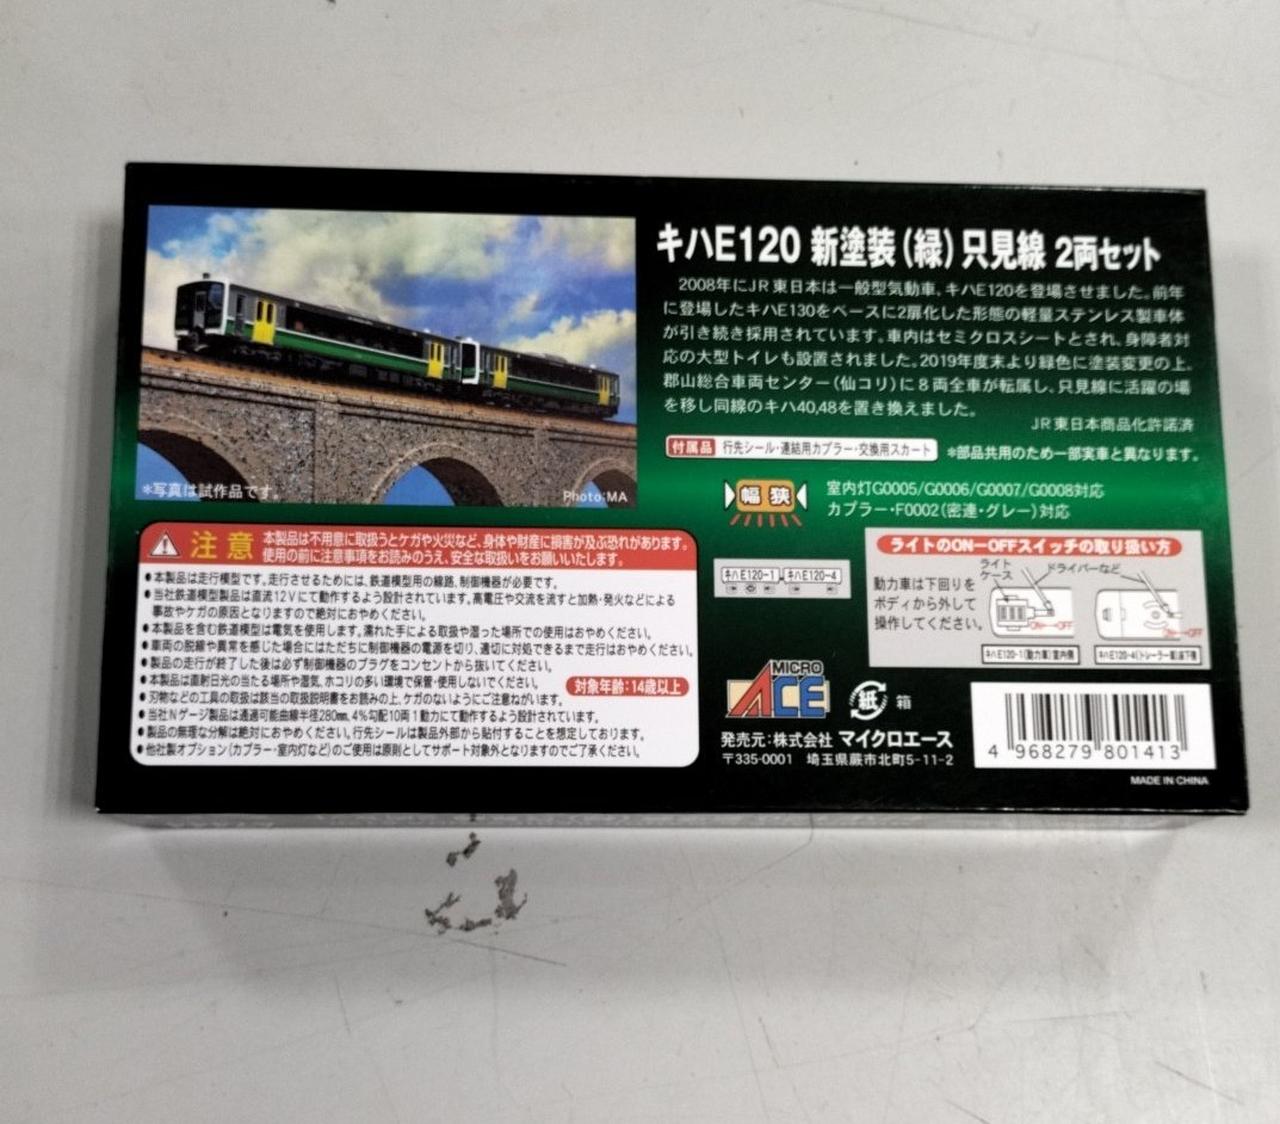 キハE120 新塗装(緑)只見線 2両セット
2008年にJR東日本は一般型気動車、キハE120を登場させました。前年
に登場したキハE130をベースに2扉化した形態の軽量ステンレス製車体
が引き続き採用されています。車内はセミクロスシートとされ、身障者対
応の大型トイレも設置されました。2019年度末より緑色に塗装変更の上、
郡山総合車両センター(仙コリ)に8両全車が転属し、只見線に活躍の場
を移し同線のキハ40,48を置き換えました。
JR東日本商品化許諾済
付属品 行先シール・連結用カプラー・交換用スカート *部品共用のため一部実車と異なります。
幅狭
室内灯G0005/G0006/G0007/G0008対応
カプラー・F0002(密連・グレー)対応
*写真は試作品です。
Photo:MA
注意 本製品は不用意に取扱うとケガや火災など、身体や財産に損害が及ぶ恐れがあります。
使用の前に注意事項をお読みのうえ、安全な取扱いをお願いいたします。
●本製品は走行模型です。走行させるためには、鉄道模型用の線路、制御機器が必要です。
●当社鉄道模型製品は直流12Vにて動作するよう設計されています。高電圧や交流を流すと加熱・発火などによる
事故やケガの原因となりますので絶対におやめください。
●本製品を含む鉄道模型は電気を使用します。濡れた手による取扱や湿った場所での使用はおやめください。
●車両の脱線や異常を感じた場合にはただちに制御機器の電源を切り、適切に対処できるまで走行はおやめください。
●製品の走行が終了した後は必ず制御機器のプラグをコンセントから抜いてください。
●本製品は直射日光の当たる場所や湿気、ホコリの多い環境で保管・使用しないでください。
対象年齢:14歳以上
●刃物などの工具の取扱は該当の取扱説明書をお読みの上、ケガのないようにご注意ねがいます。
●当社Nゲージ製品は通過可能曲線半径280mm、4%勾配10両1動力にて動作するよう設計されています。
●製品の無理な分解は絶対におやめください。行先シールは製品外部から貼付することを想定しております。
●他社製オプション(カプラー・室内灯など)のご使用は原則としてサポート対象外となりますのでご了承ください。
キハE120-1 キハE120-4
ライトのON-OFFスイッチの取り扱い方
動力車は下回りを
ボディから外して
操作してください。
ライト
ケース
ドライバーなど
ON OFF
ON OFF
キハE120-1(動力車)室内側
キハE120-4(トレーラー車)床下側
MICRO
ACE
紙 箱
発売元:株式会社 マイクロエース
〒335-0001 埼玉県蕨市北町5-11-2
4 968279 801413
MADE IN CHINA